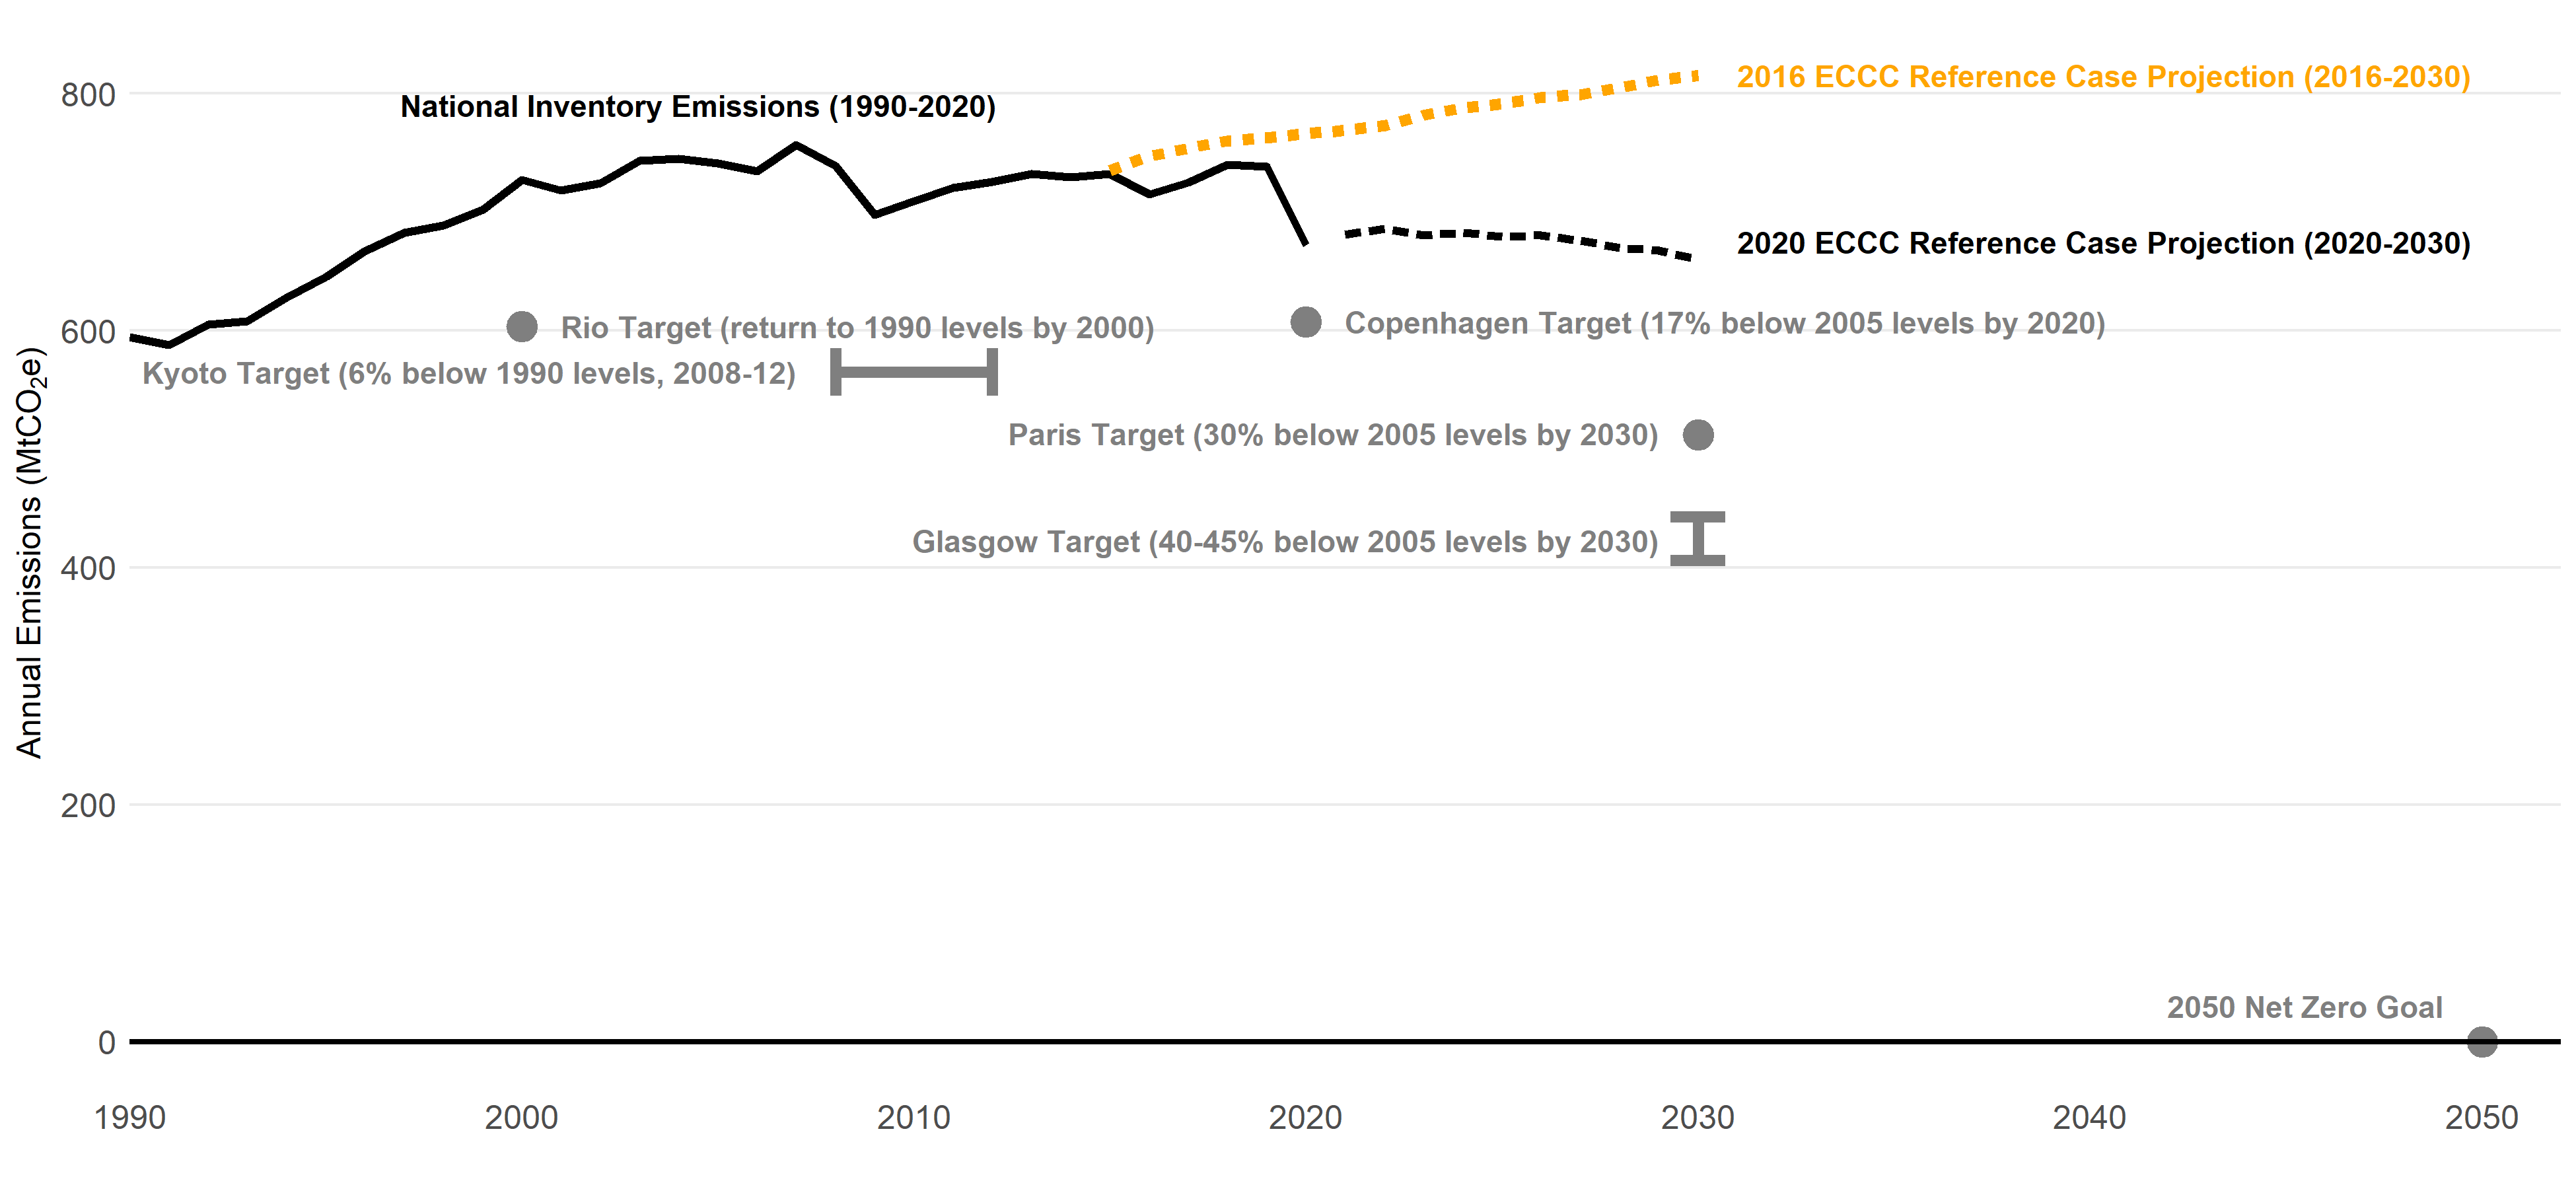 800
2016 ECCC Reference Case Projection (2016-2030)
National Inventory Emissions (1990-2020)
2020 ECCC Reference Case Projection (2020-2030)
600
Rio Target (return to 1990 levels by 2000)
Copenhagen Target (17% below 2005 levels by 2020)
Kyoto Target (6% below 1990 levels, 2008-12)
Paris Target (30% below 2005 levels by 2030)
Glasgow Target (40-45% below 2005 levels by 2030)
400
Annual Emissions (MtCO₂e)
200
2050 Net Zero Goal
0
1990 2000 2010 2020 2030 2040 2050